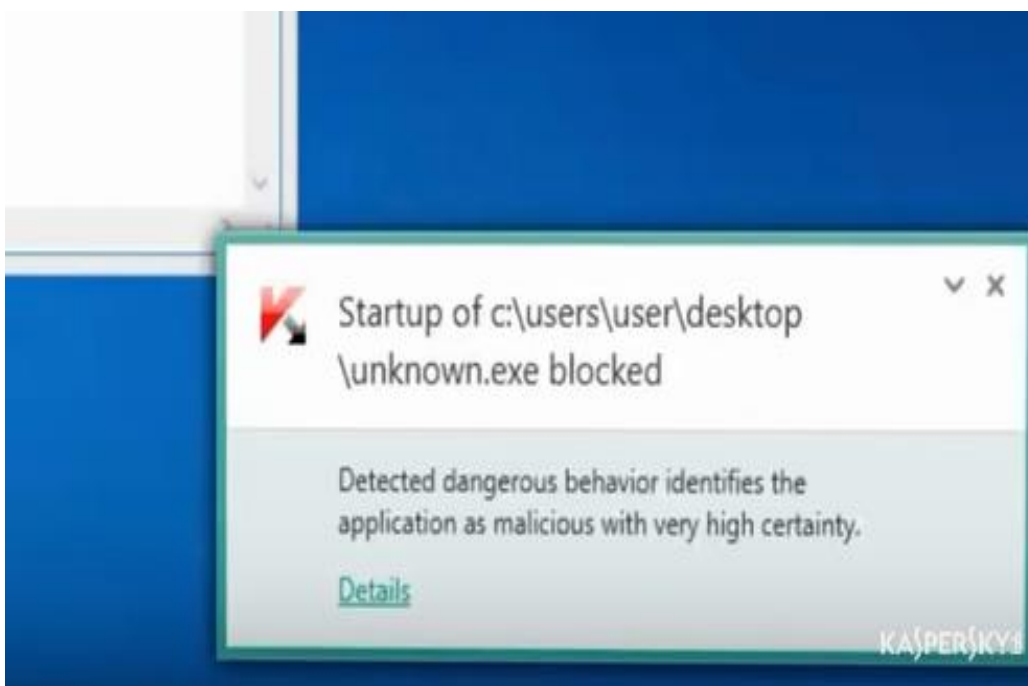 Startup of c:\users\user\desktop
\unknown.exe blocked
Detected dangerous behavior identifies the
application as malicious with very high certainty.
Details
KASPERSKY